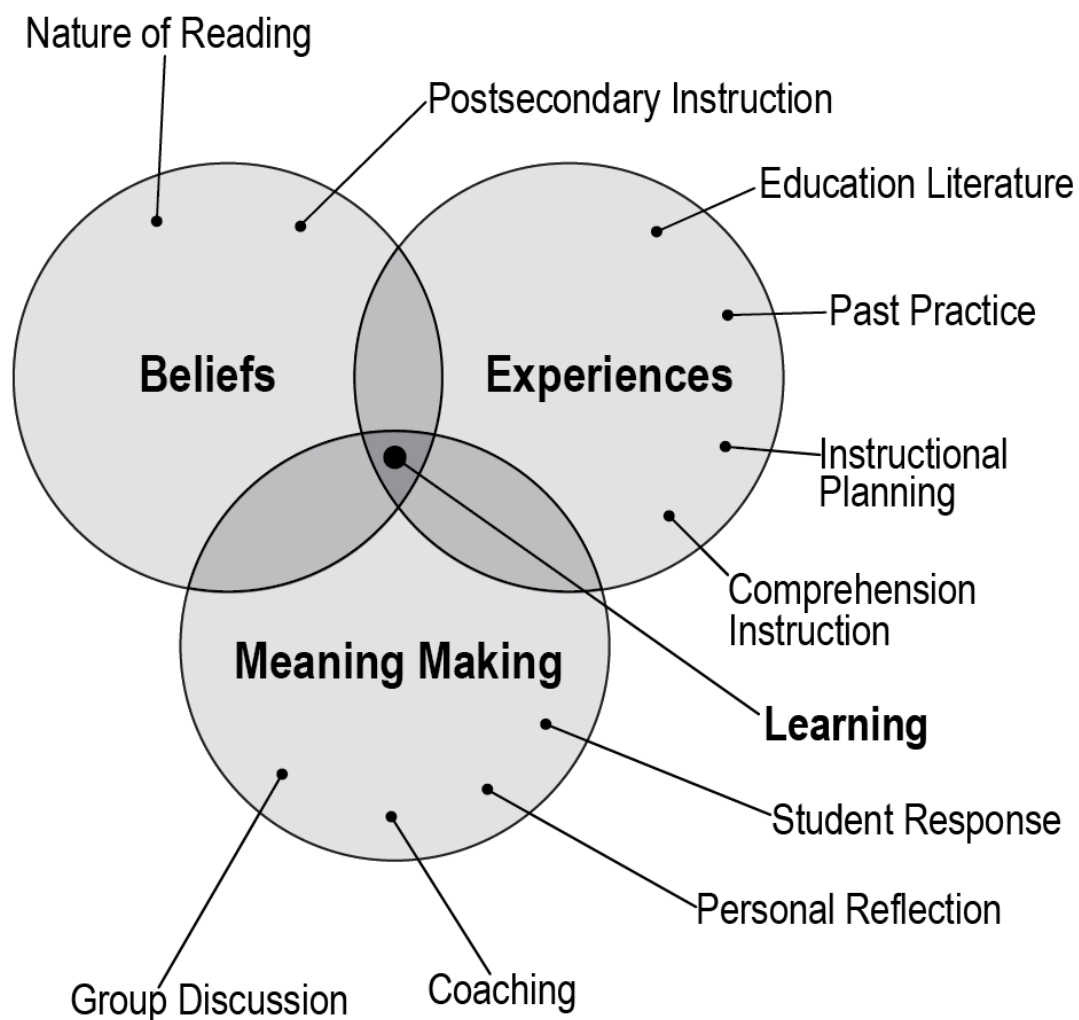 Nature of Reading
Postsecondary Instruction
Education Literature
Past Practice
Beliefs
Experiences
Instructional
Planning
Comprehension
Instruction
Meaning Making
Learning
Student Response
Personal Reflection
Coaching
Group Discussion